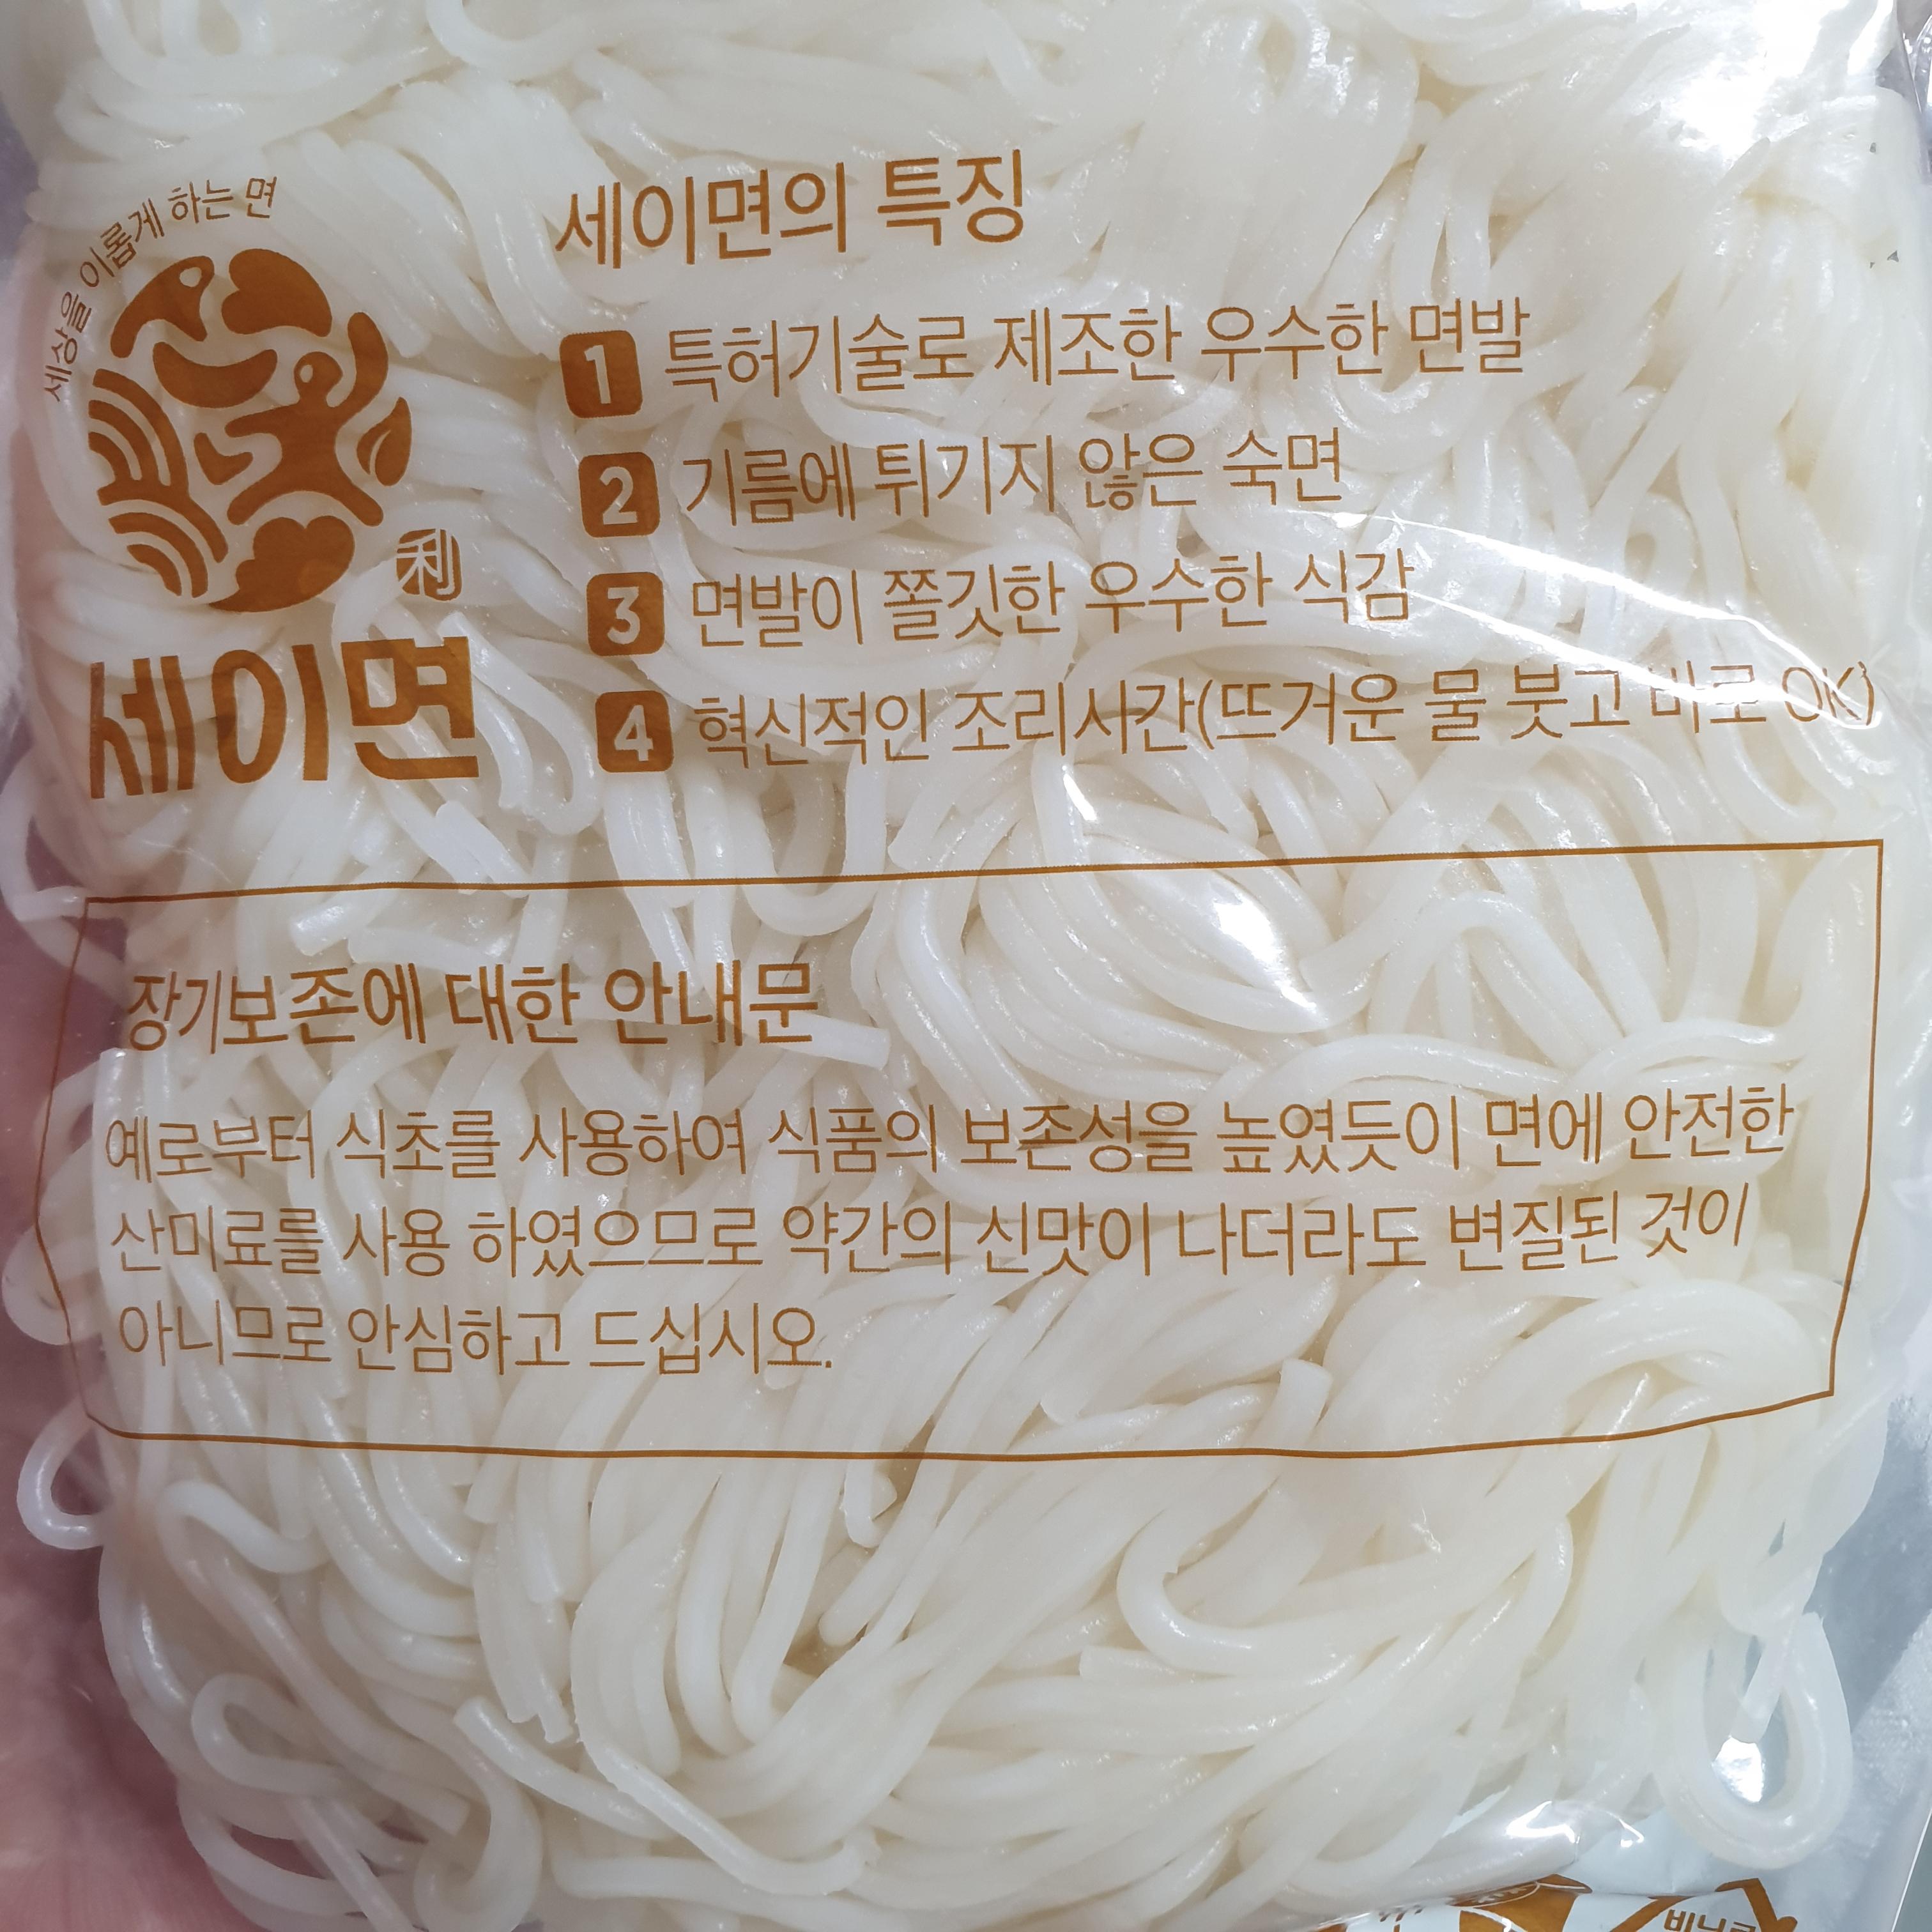 세상을 이롭게 하는 면
利
세이면
세이면의 특징
1 특허기술로 제조한 우수한 면발
2 기름에 튀기지 않은 숙면
3 면발이 쫄깃한 우수한 식감
4 혁신적인 조리시간(뜨거운 물 붓고 바로 OK)
장기보존에 대한 안내문
예로부터 식초를 사용하여 식품의 보존성을 높였듯이 면에 안전한
산미료를 사용 하였으므로 약간의 신맛이 나더라도 변질된 것이
아니므로 안심하고 드십시오.